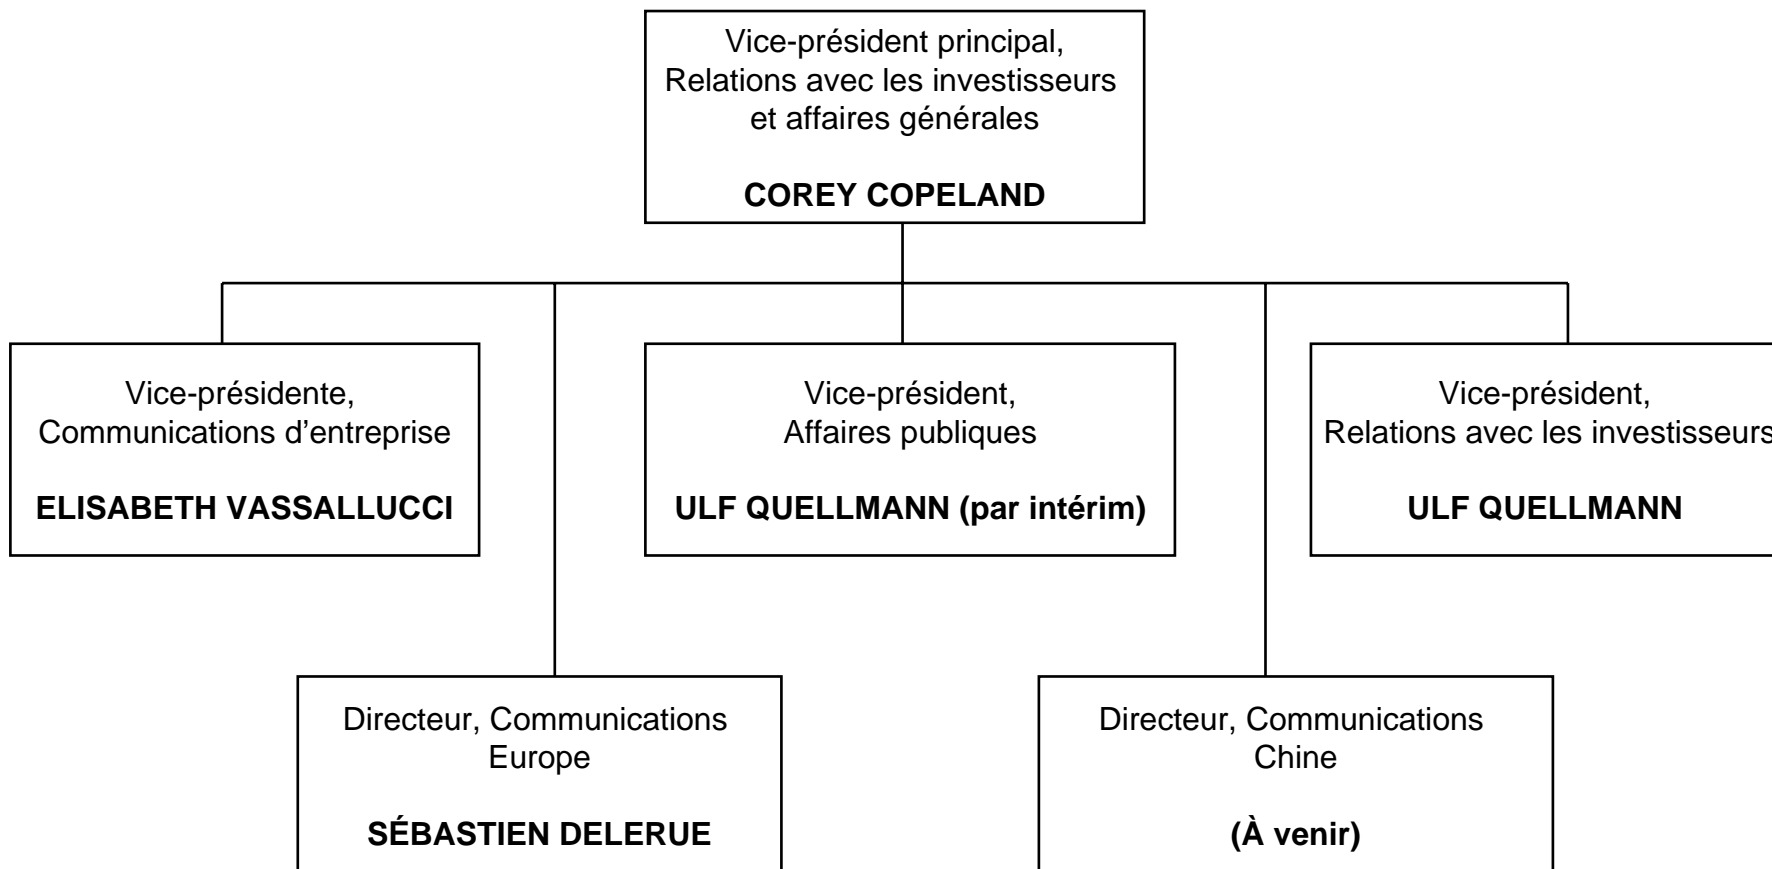 Vice-président principal,
Relations avec les investisseurs
et affaires générales
COREY COPELAND
Vice-présidente,
Communications d’entreprise
ELISABETH VASSALLUCCI
Vice-président,
Affaires publiques
ULF QUELLMANN (par intérim)
Vice-président,
Relations avec les investisseurs
ULF QUELLMANN
Directeur, Communications
Europe
SÉBASTIEN DELERUE
Directeur, Communications
Chine
(À venir)